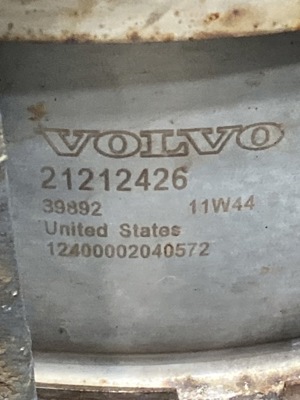 VOLVO
21212426
39892 11W44
United States
12400002040572